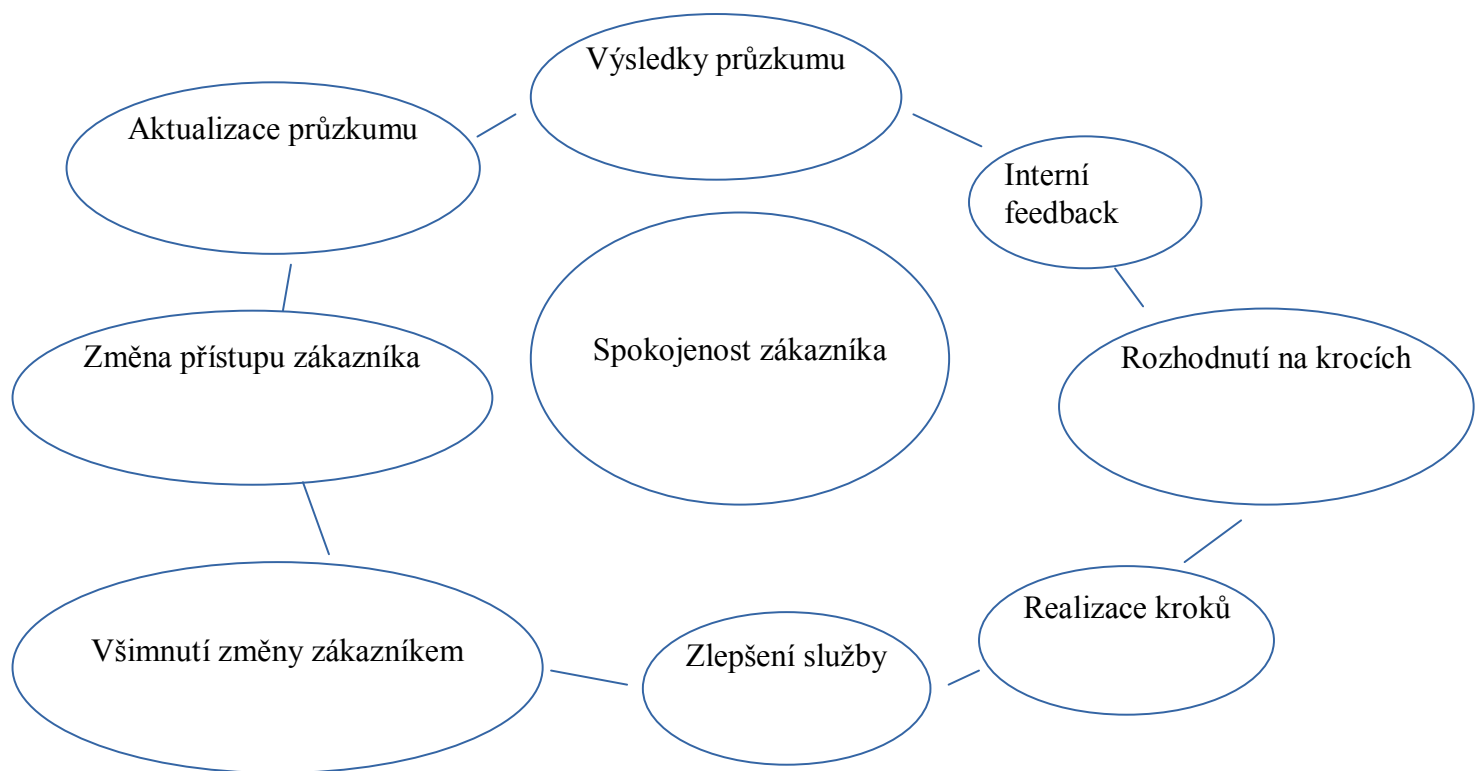 Výsledky průzkumu
Aktualizace průzkumu
Interní
feedback
Změna přístupu zákazníka
Spokojenost zákazníka
Rozhodnutí na krocích
Všimnutí změny zákazníkem
Zlepšení služby
Realizace kroků